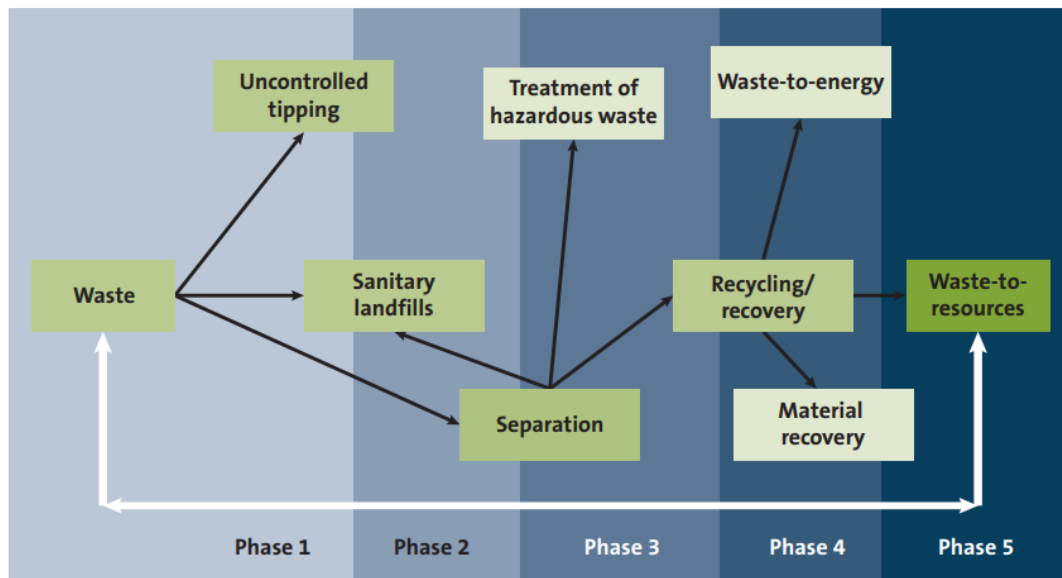 Uncontrolled
tipping
Treatment of
hazardous waste
Waste-to-energy
Waste
Sanitary
landfills
Recycling/
recovery
Waste-to-
resources
Separation
Material
recovery
Phase 1
Phase 2
Phase 3
Phase 4
Phase 5